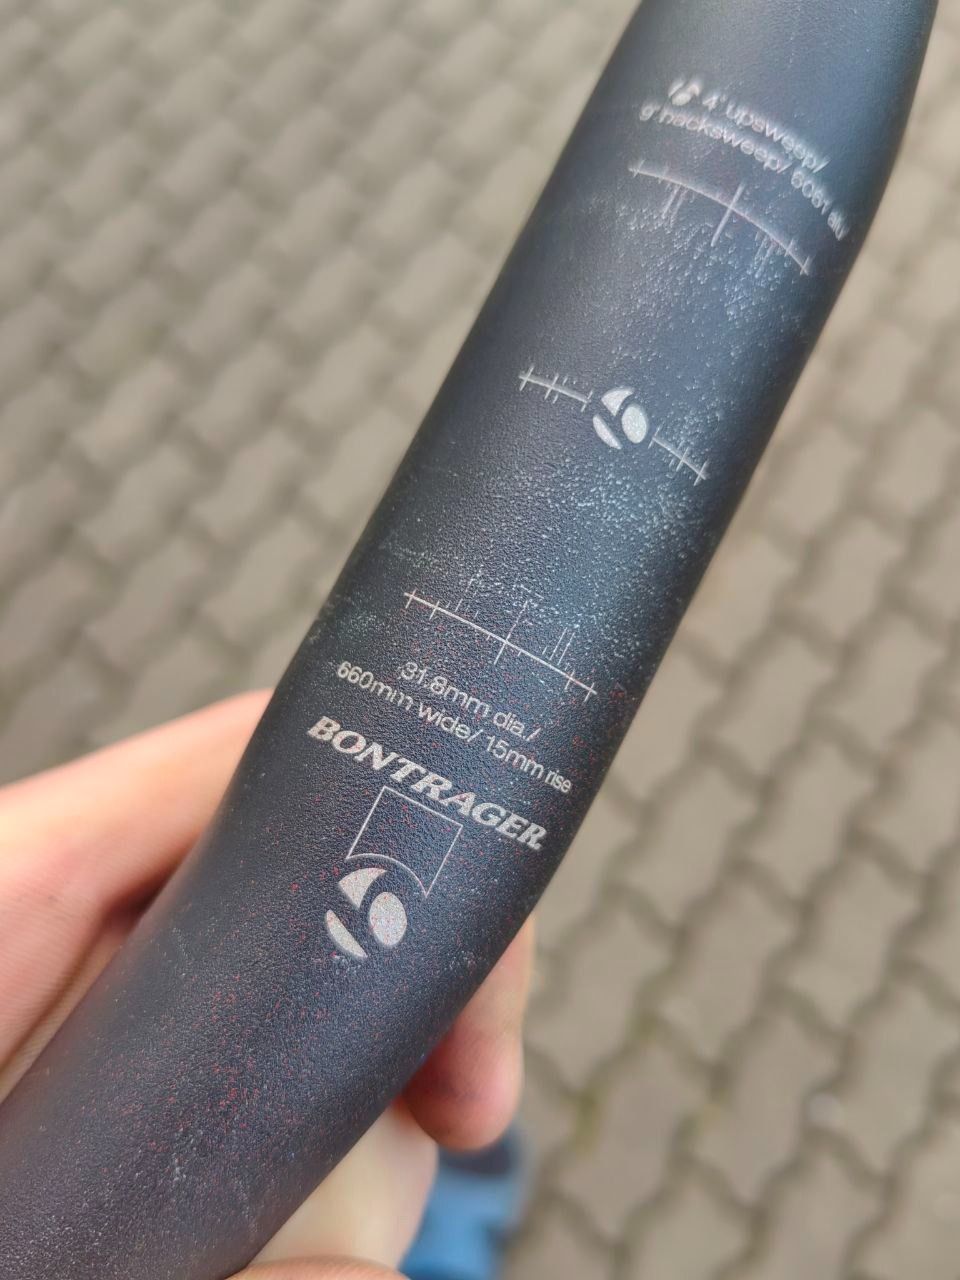 4° upsweep/
9° backsweep/ 6061 alu
31.8mm dia./
660mm wide/ 15mm rise
BONTRAGER